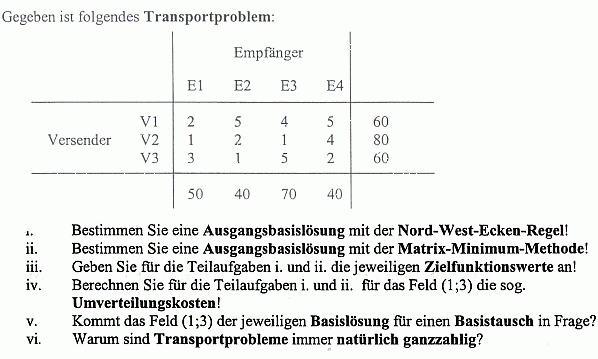 Gegeben ist folgendes Transportproblem:
Empfänger
E1 E2 E3 E4
V1 2 5 4 5 60
Versender V2 1 2 1 4 80
V3 3 1 5 2 60
50 40 70 40
i. Bestimmen Sie eine Ausgangsbasislösung mit der Nord-West-Ecken-Regel!
ii. Bestimmen Sie eine Ausgangsbasislösung mit der Matrix-Minimum-Methode!
iii. Geben Sie für die Teilaufgaben i. und ii. die jeweiligen Zielfunktionswerte an!
iv. Berechnen Sie für die Teilaufgaben i. und ii. für das Feld (1;3) die sog.
Umverteilungskosten!
v. Kommt das Feld (1;3) der jeweiligen Basislösung für einen Basistausch in Frage?
vi. Warum sind Transportprobleme immer natürlich ganzzahlig?